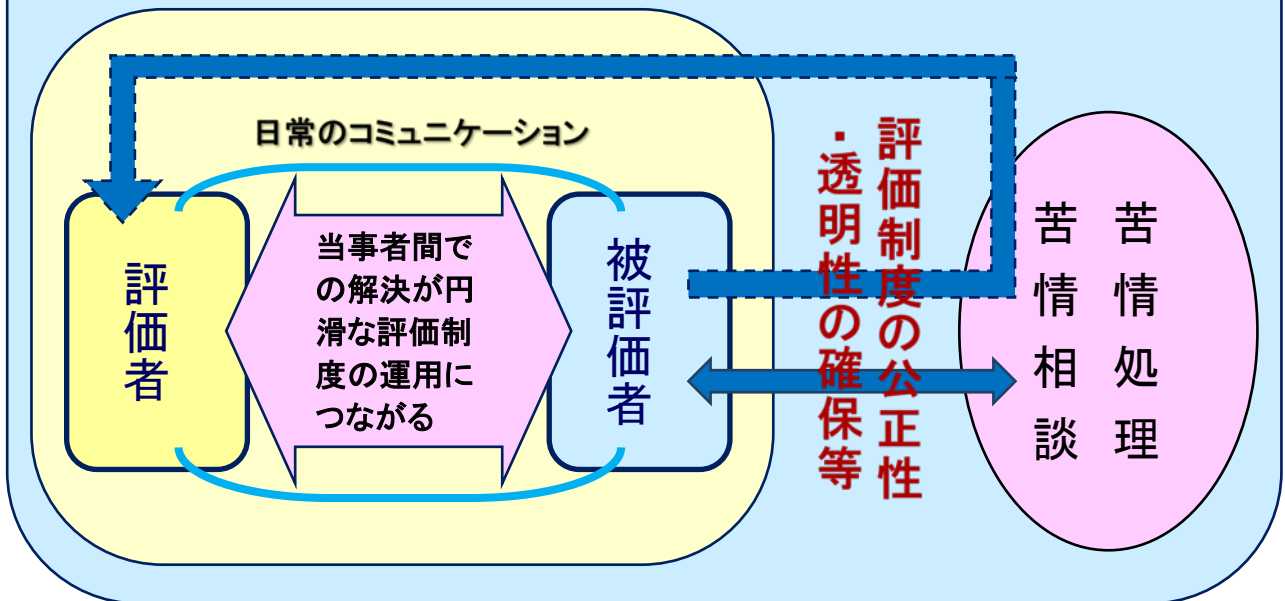 日常のコミュニケーション
評価者
当事者間で
の解決が円
滑な評価制
度の運用に
つながる
被評価者
評価制度の公正性
・透明性の確保等
苦情処理
苦情相談